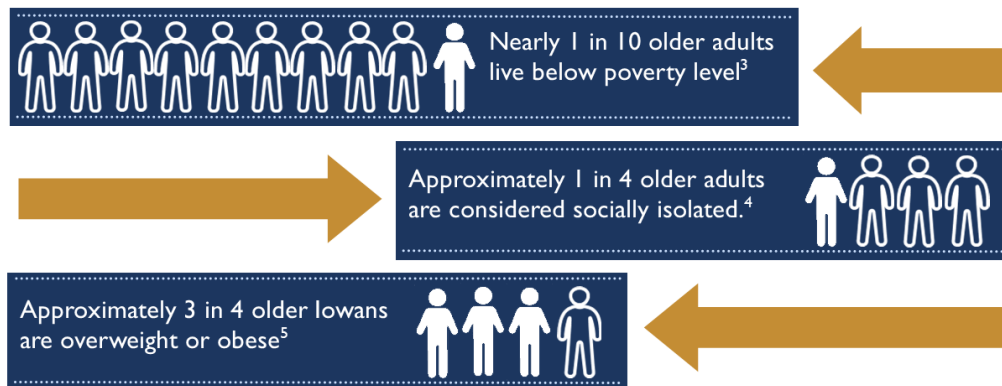 Nearly 1 in 10 older adults
live below poverty level³
Approximately 1 in 4 older adults
are considered socially isolated.⁴
Approximately 3 in 4 older Iowans
are overweight or obese⁵